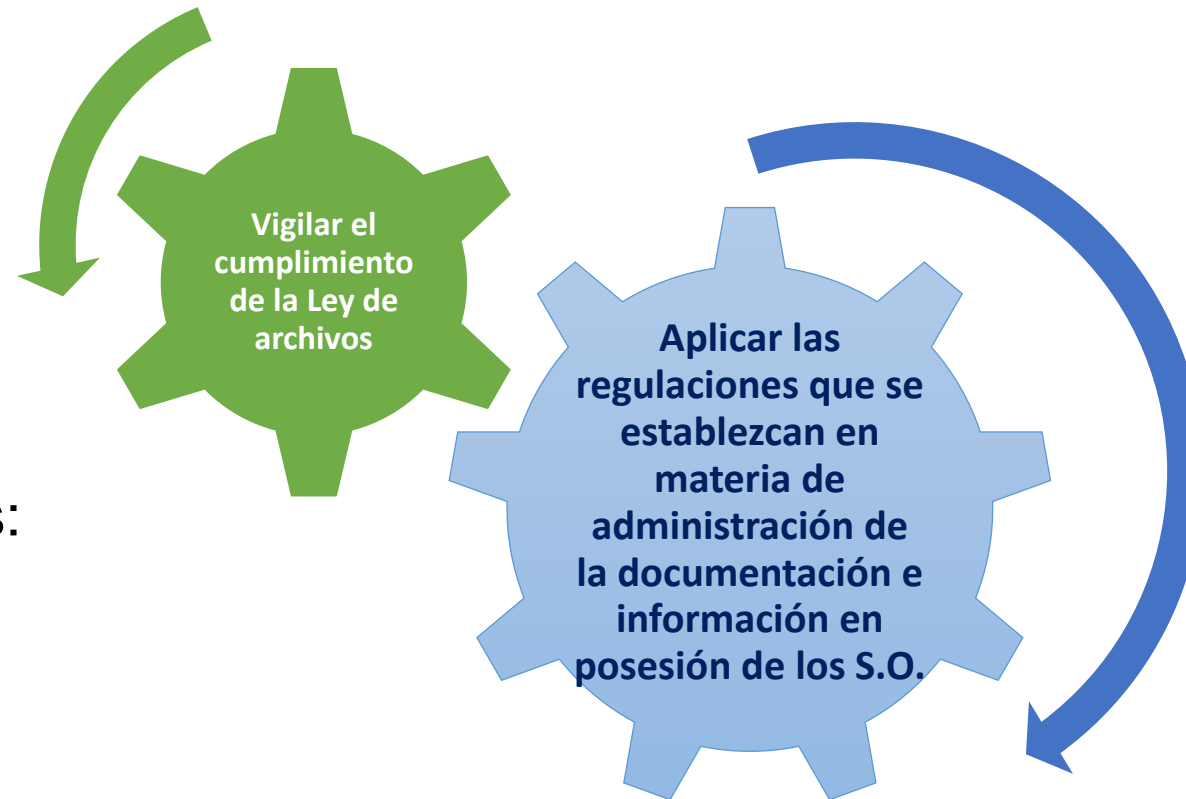 Vigilar el
cumplimiento
de la Ley de
archivos
Aplicar las
regulaciones que se
establezcan en
materia de
administración de
la documentación e
información en
posesión de los S.O.
s: